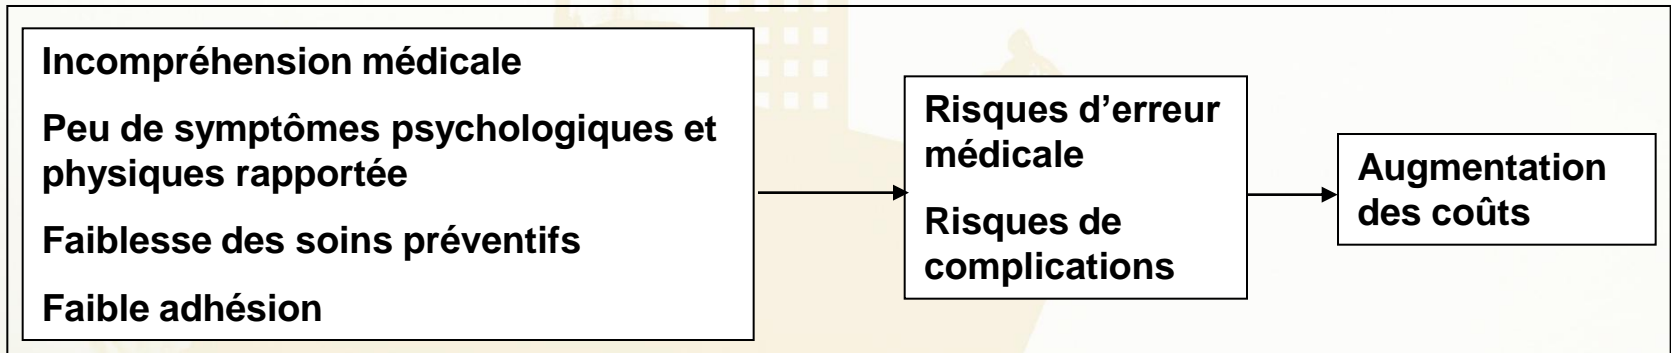 Incompréhension médicale
Peu de symptômes psychologiques et
physiques rapportée
Faiblesse des soins préventifs
Faible adhésion
Risques d’erreur
médicale
Risques de
complications
Augmentation
des coûts